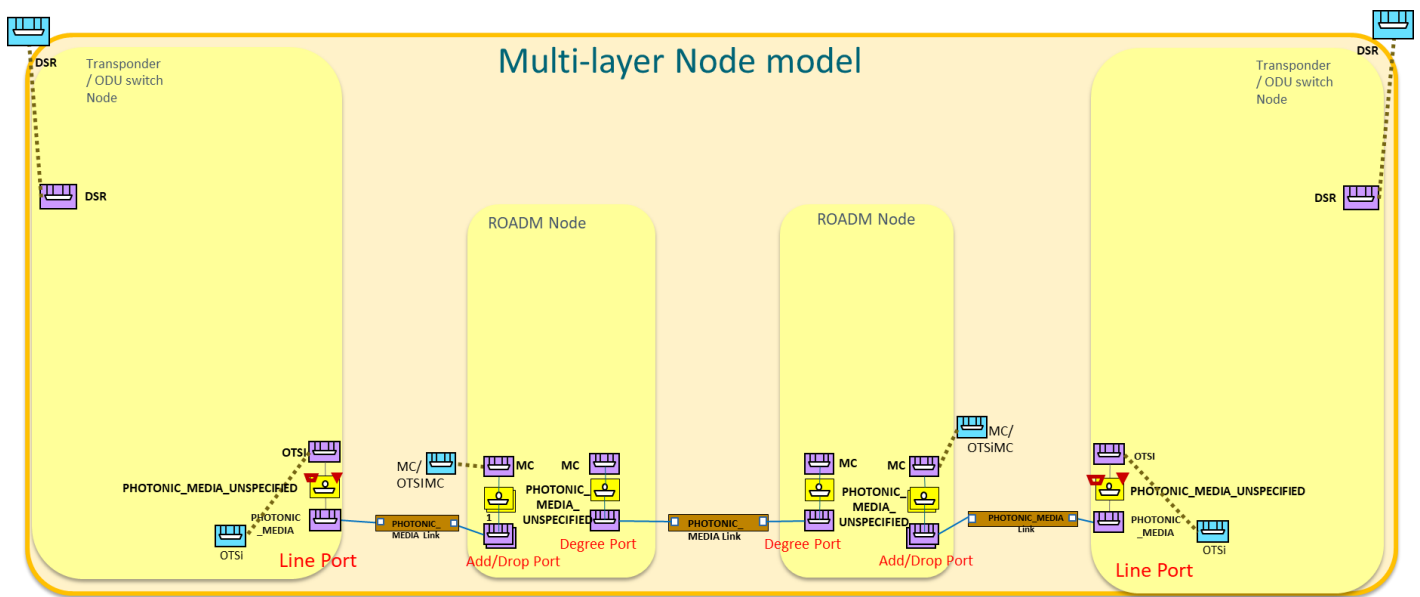 Multi-layer Node model
DSR
Transponder
/ ODU switch
Node
DSR
DSR
Transponder
/ ODU switch
Node
DSR
ROADM Node
ROADM Node
OTSi
PHOTONIC_MEDIA_UNSPECIFIED
PHOTONIC
_MEDIA
OTSi
Line Port
PHOTONIC_
MEDIA Link
MC/
OTSIMC
MC
1
Add/Drop Port
MC
PHOTONIC_
MEDIA_
UNSPECIFIED
Degree Port
PHOTONIC_
MEDIA Link
MC
Degree Port
MC
PHOTONIC_
MEDIA_
UNSPECIFIED
Add/Drop Port
MC/
OTSiMC
PHOTONIC_MEDIA
Link
OTSI
PHOTONIC_MEDIA_UNSPECIFIED
PHOTONIC
_MEDIA
OTSi
Line Port